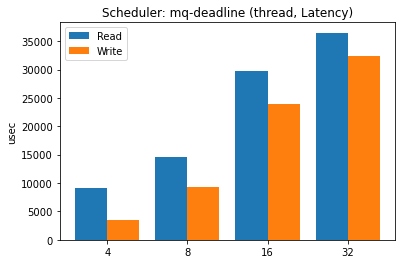 Scheduler: mq-deadline (thread, Latency)
Read
Write
usec
35000
30000
25000
20000
15000
10000
5000
0
4 8 16 32